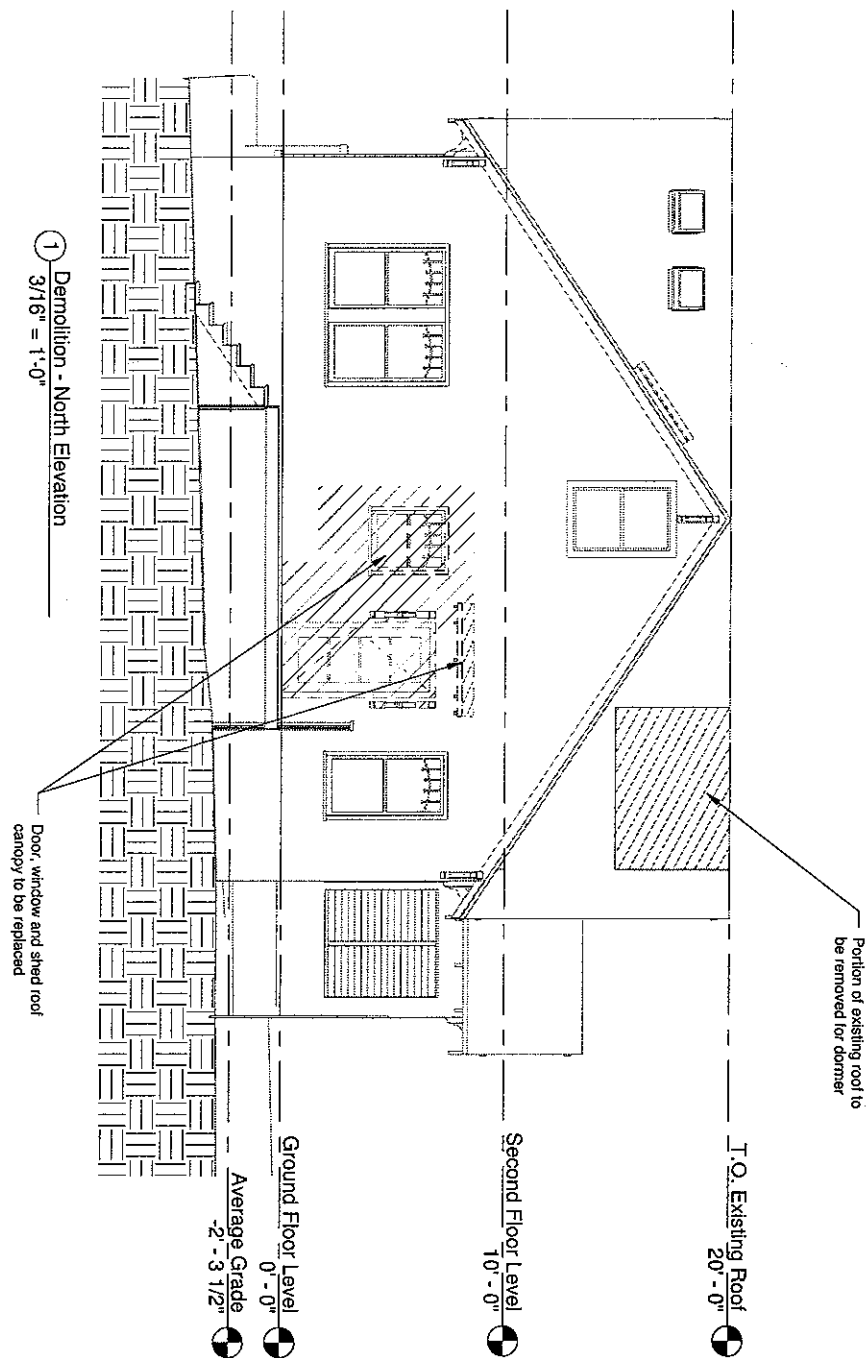 Portion of existing roof to
be removed for dormer
T.O. Existing Roof
20' - 0"
Second Floor Level
10' - 0"
Ground Floor Level
0' - 0"
Average Grade
-2' - 3 1/2"
Door, window and shed roof
canopy to be replaced
1
Demolition - North Elevation
3/16" = 1'-0"